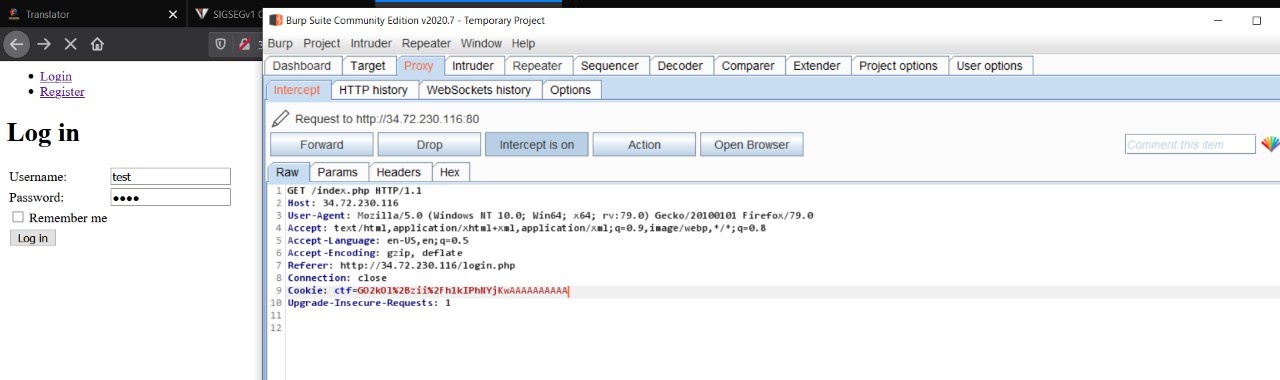 Translator
SIGSEGv1
Burp Suite Community Edition v2020.7 - Temporary Project
Burp Project Intruder Repeater Window Help
Dashboard Target Proxy Intruder Repeater Sequencer Decoder Comparer Extender Project options User options
Intercept HTTP history WebSockets history Options
Login
Register
Log in
Username: test
Password: ••••
Remember me
Log in
Request to http://34.72.230.116:80
Forward Drop Intercept is on Action Open Browser Comment this item
Raw Params Headers Hex
1 GET /index.php HTTP/1.1
2 Host: 34.72.230.116
3 User-Agent: Mozilla/5.0 (Windows NT 10.0; Win64; x64; rv:79.0) Gecko/20100101 Firefox/79.0
4 Accept: text/html,application/xhtml+xml,application/xml;q=0.9,image/webp,*/*;q=0.8
5 Accept-Language: en-US,en;q=0.5
6 Accept-Encoding: gzip, deflate
7 Referer: http://34.72.230.116/login.php
8 Connection: close
9 Cookie: ctf=GO2kOl%2Bzii%2Fh1kIPhNYjKwAAAAAAAAAA
10 Upgrade-Insecure-Requests: 1
11
12